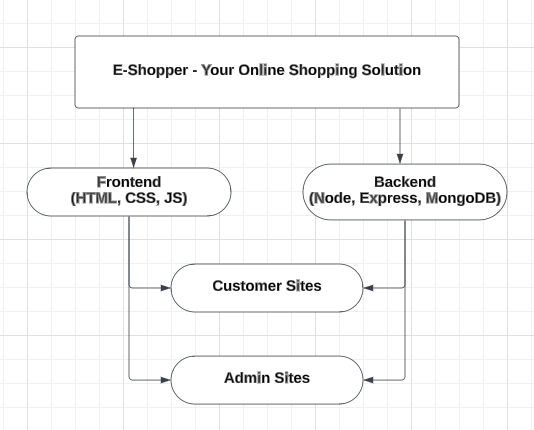 E-Shopper - Your Online Shopping Solution
Frontend
(HTML, CSS, JS)
Backend
(Node, Express, MongoDB)
Customer Sites
Admin Sites